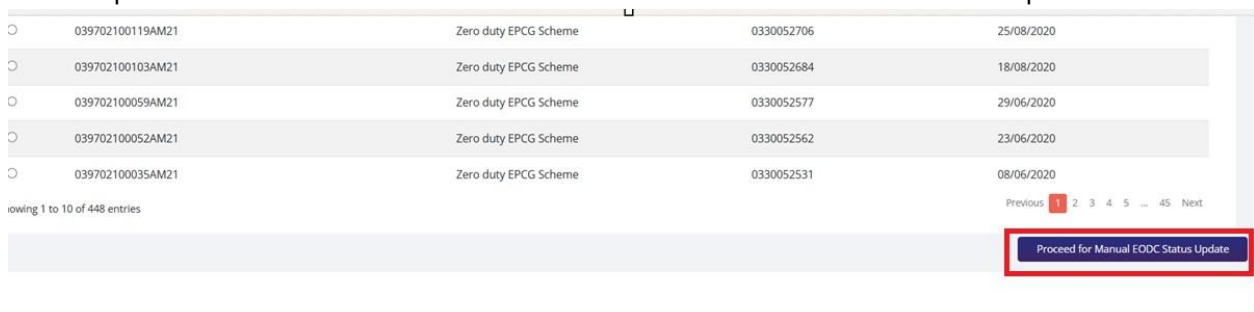 039702100119AM21 Zero duty EPCG Scheme 0330052706 25/08/2020
039702100103AM21 Zero duty EPCG Scheme 0330052684 18/08/2020
039702100059AM21 Zero duty EPCG Scheme 0330052577 29/06/2020
039702100052AM21 Zero duty EPCG Scheme 0330052562 23/06/2020
039702100035AM21 Zero duty EPCG Scheme 0330052531 08/06/2020
owing 1 to 10 of 448 entries Previous 1 2 3 4 5 ... 45 Next
Proceed for Manual EODC Status Update